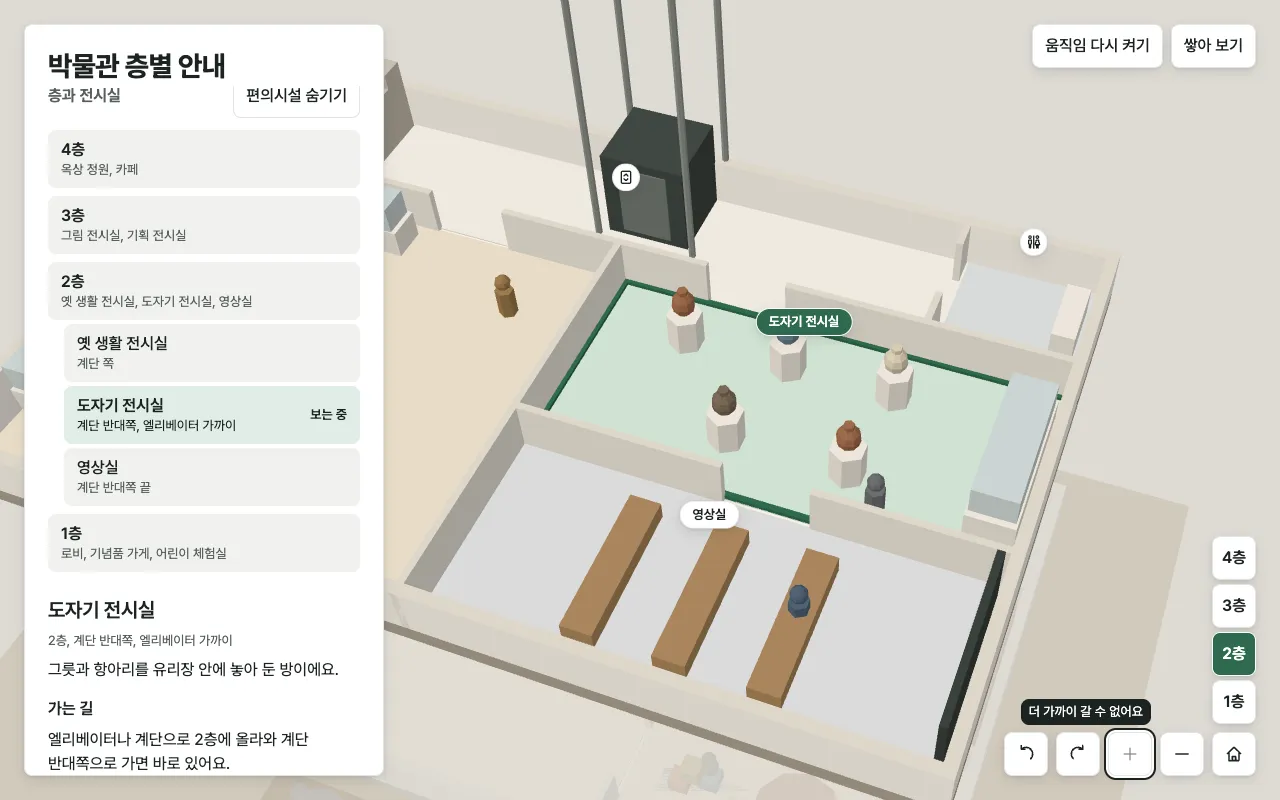 박물관 층별 안내
층과 전시실
편의시설 숨기기
4층
옥상 정원, 카페
3층
그림 전시실, 기획 전시실
2층
옛 생활 전시실, 도자기 전시실, 영상실
옛 생활 전시실
계단 쪽
도자기 전시실
계단 반대쪽, 엘리베이터 가까이
보는 중
영상실
계단 반대쪽 끝
1층
로비, 기념품 가게, 어린이 체험실
도자기 전시실
2층, 계단 반대쪽, 엘리베이터 가까이
그릇과 항아리를 유리장 안에 놓아 둔 방이에요.
가는 길
엘리베이터나 계단으로 2층에 올라와 계단
반대쪽으로 가면 바로 있어요.
움직임 다시 켜기
쌓아 보기
도자기 전시실
영상실
4층
3층
2층
1층
더 가까이 갈 수 없어요